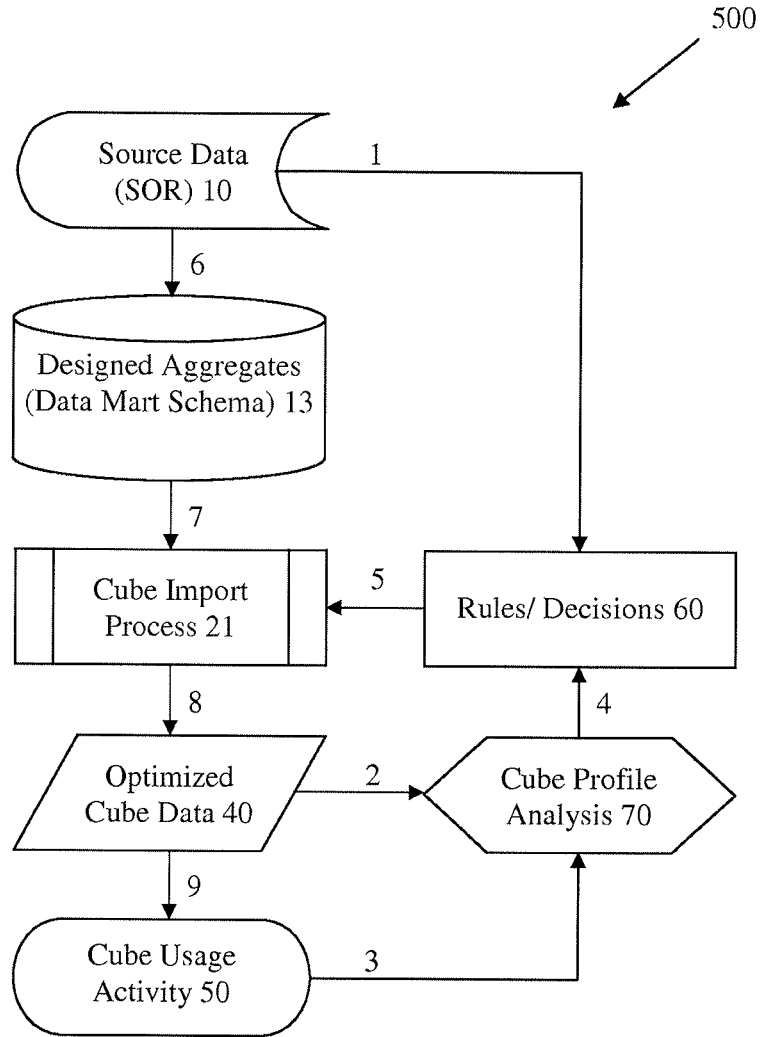 500
Source Data
(SOR) 10
1
6
Designed Aggregates
(Data Mart Schema) 13
7
Cube Import
Process 21
5
Rules/ Decisions 60
8
4
Optimized
Cube Data 40
2
Cube Profile
Analysis 70
9
Cube Usage
Activity 50
3